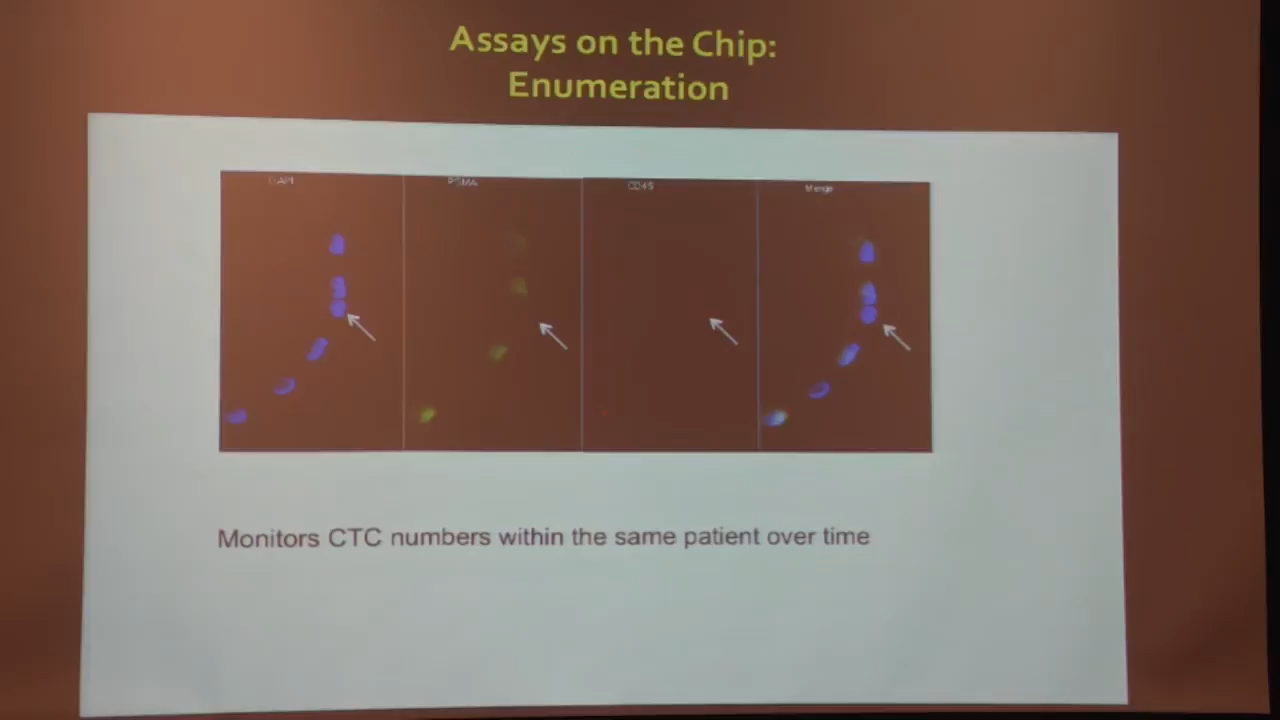 Assays on the Chip:
Enumeration
DAPI
PSMA
CD45
Merge
Monitors CTC numbers within the same patient over time